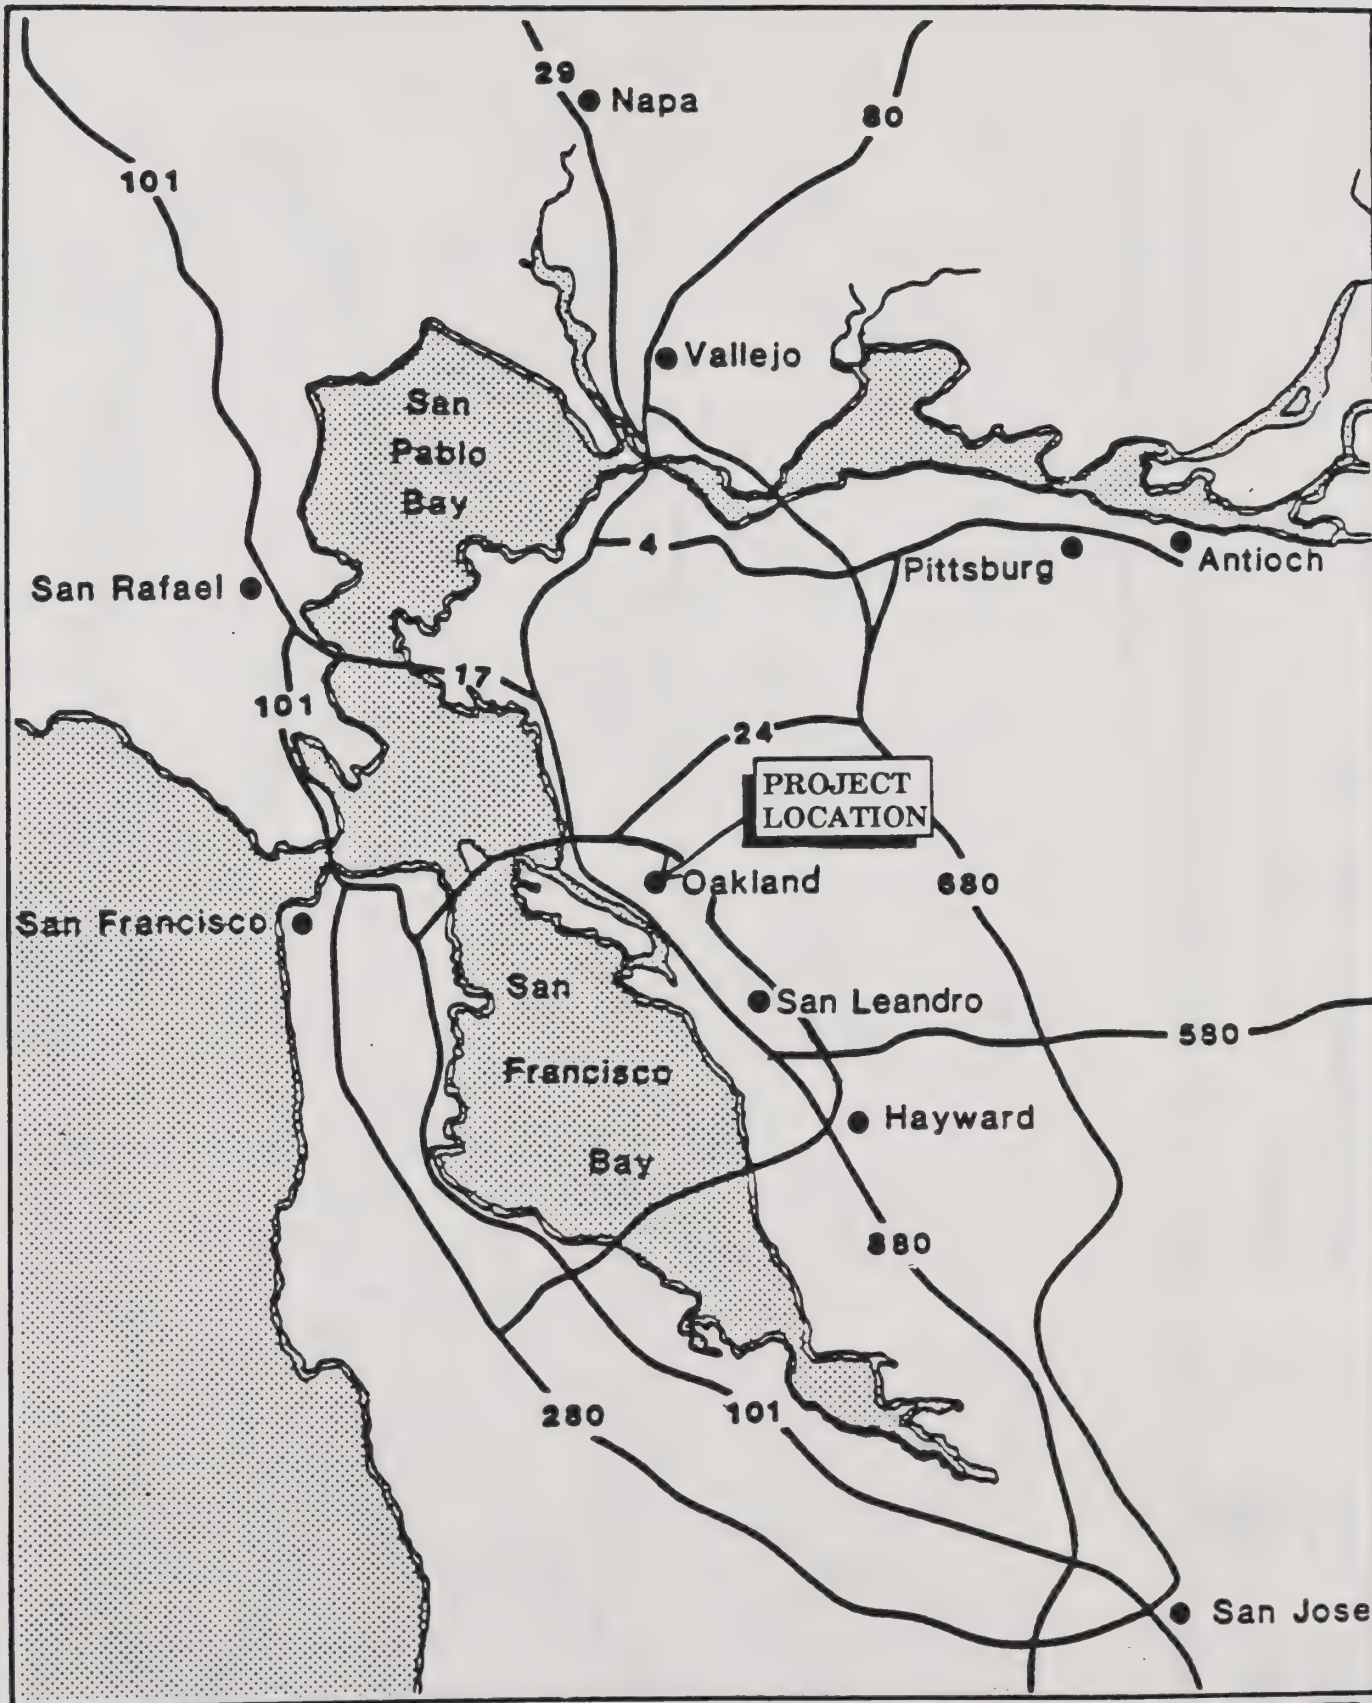 29
Napa
80
101
Vallejo
San
Pablo
Bay
4
Pittsburg
Antioch
San Rafael
17
101
24
PROJECT
LOCATION
Oakland
680
San Francisco
San
San Leandro
580
Francisco
Hayward
Bay
880
280
101
San Jose